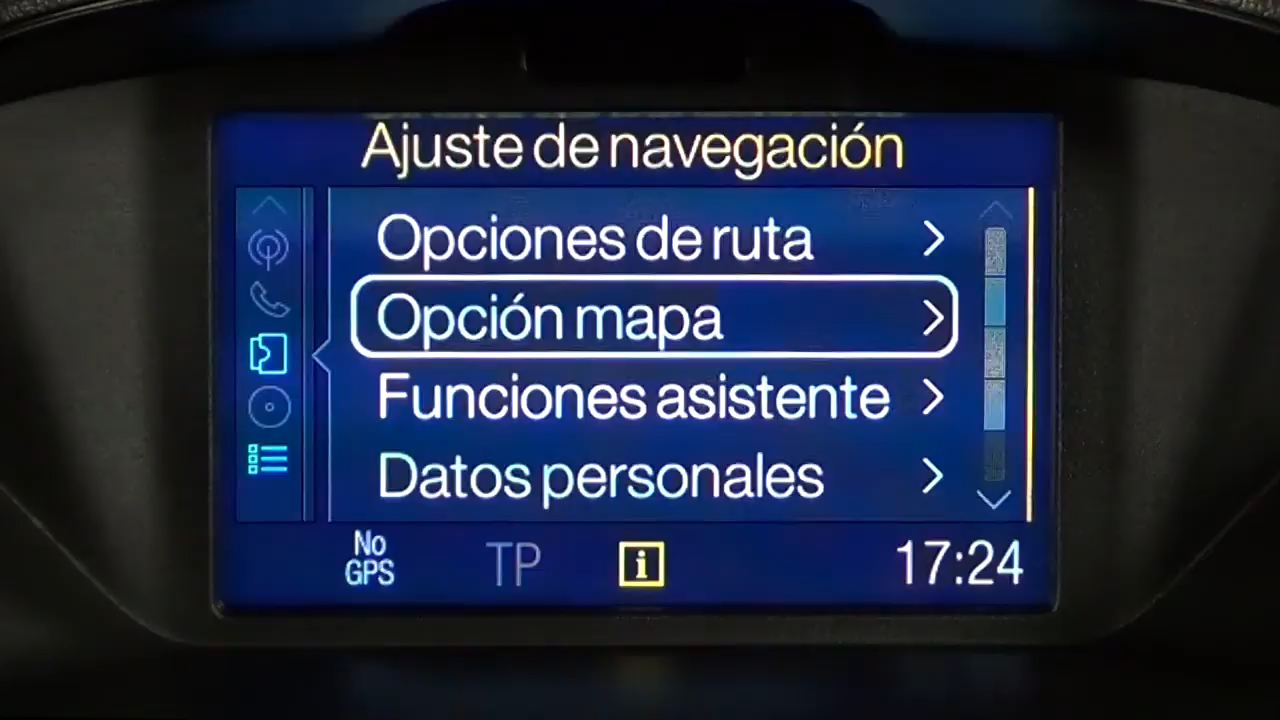 Ajuste de navegación
Opciones de ruta
Opción mapa
Funciones asistente
Datos personales
No
GPS
TP
i
17:24